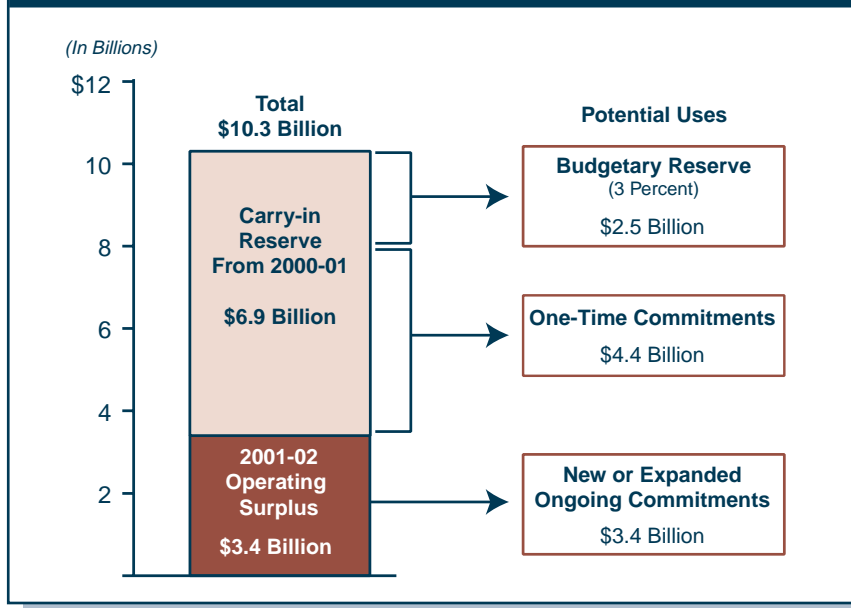 (In Billions)
$12
10
8
6
4
2
Total
$10.3 Billion
Carry-in
Reserve
From 2000-01
$6.9 Billion
2001-02
Operating
Surplus
$3.4 Billion
Potential Uses
Budgetary Reserve
(3 Percent)
$2.5 Billion
One-Time Commitments
$4.4 Billion
New or Expanded
Ongoing Commitments
$3.4 Billion